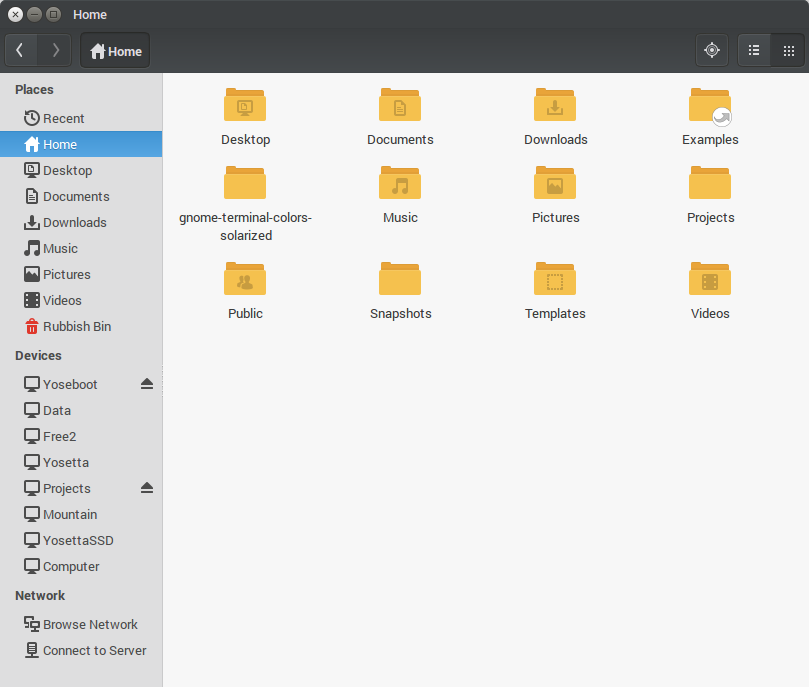 Home
Home
Places
Recent
Home
Desktop
Documents
Downloads
Music
Pictures
Videos
Rubbish Bin
Devices
Yoseboot
Data
Free2
Yosetta
Projects
Mountain
YosettaSSD
Computer
Network
Browse Network
Connect to Server
Desktop
Documents
Downloads
Examples
gnome-terminal-colors-
solarized
Music
Pictures
Projects
Public
Snapshots
Templates
Videos